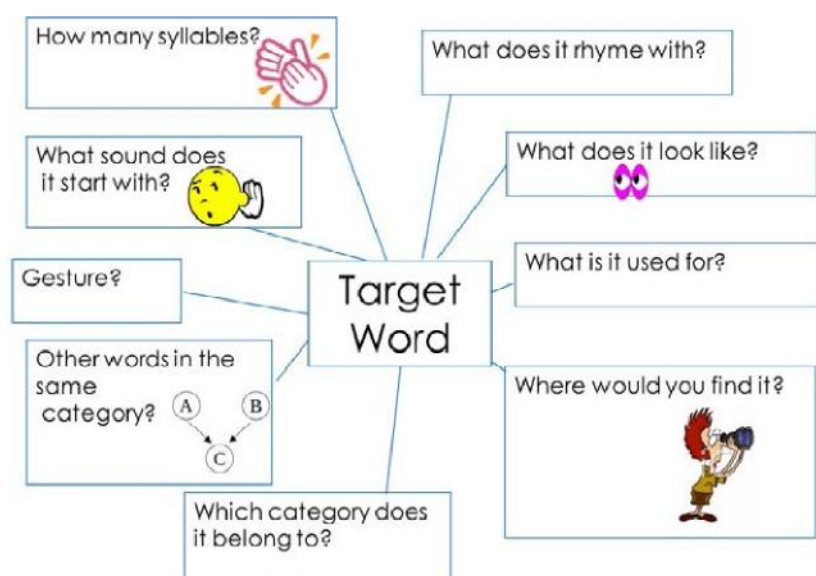 How many syllables?
What does it rhyme with?
What sound does
it start with?
What does it look like?
Gesture?
Target
Word
What is it used for?
Other words in the
same
category?
A
B
C
Where would you find it?
Which category does
it belong to?